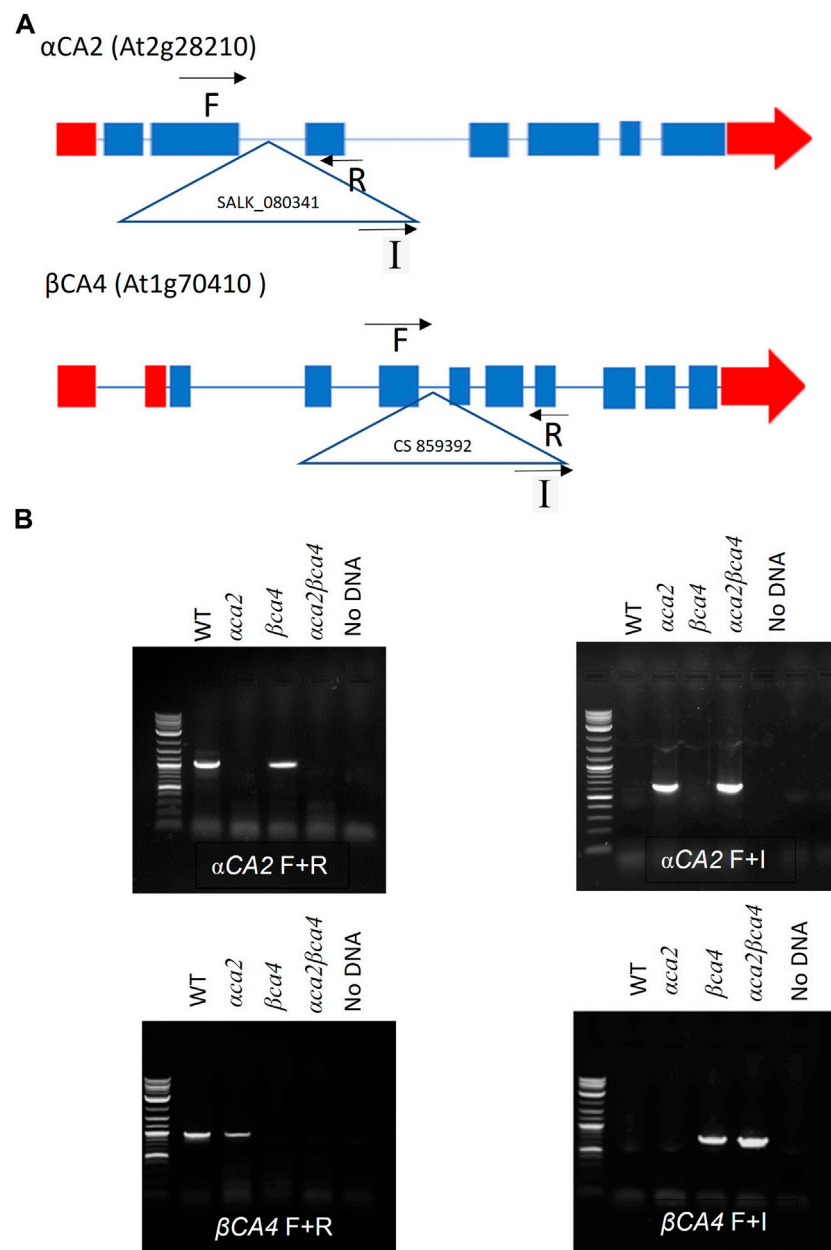 A
αCA2 (At2g28210)
F
R
SALK_080341
I
βCA4 (At1g70410 )
F
R
CS 859392
I
B
WT αca2 βca4 αca2βca4 No DNA
αCA2 F+R
WT αca2 βca4 αca2βca4 No DNA
αCA2 F+I
WT αca2 βca4 αca2βca4 No DNA
βCA4 F+R
WT αca2 βca4 αca2βca4 No DNA
βCA4 F+I